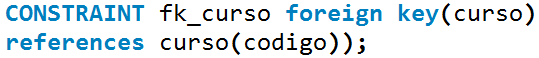 CONSTRAINT fk_curso foreign key(curso)
references curso(codigo));